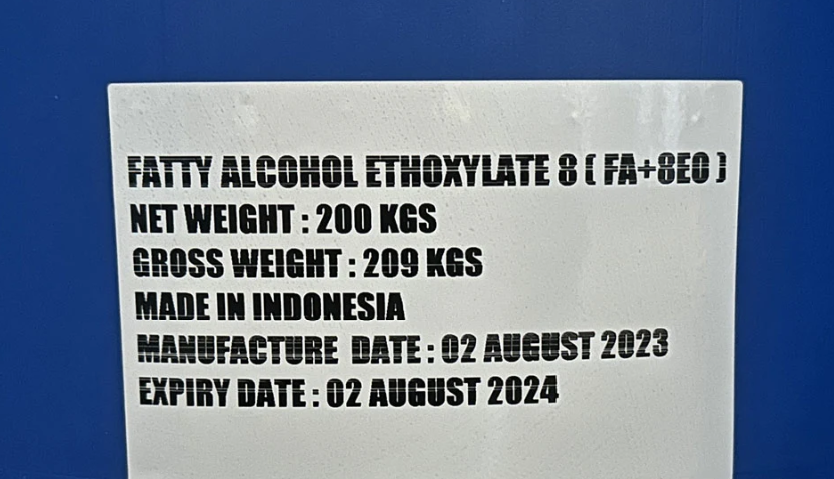 FATTY ALCOHOL ETHOXYLATE 8 ( FA+8EO )
NET WEIGHT : 200 KGS
GROSS WEIGHT : 209 KGS
MADE IN INDONESIA
MANUFACTURE DATE : 02 AUGUST 2023
EXPIRY DATE : 02 AUGUST 2024